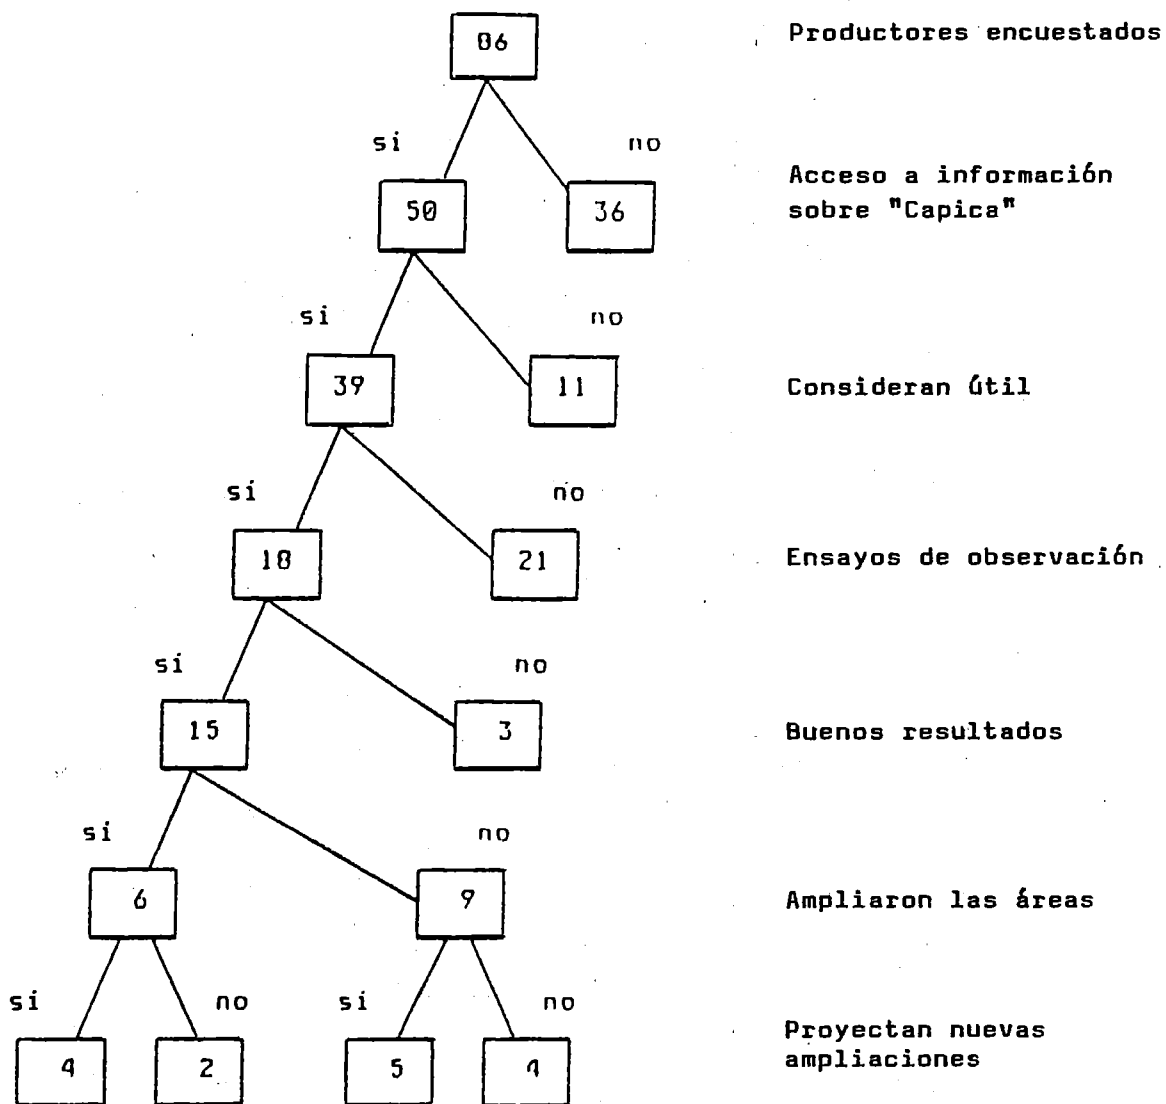 86
Productores encuestados
si
no
50
36
Acceso a información
sobre "Capica"
si
no
39
11
Consideran útil
si
no
18
21
Ensayos de observación
si
no
15
3
Buenos resultados
si
no
6
9
Ampliaron las áreas
si
no
si
no
4
2
5
4
Proyectan nuevas
ampliaciones